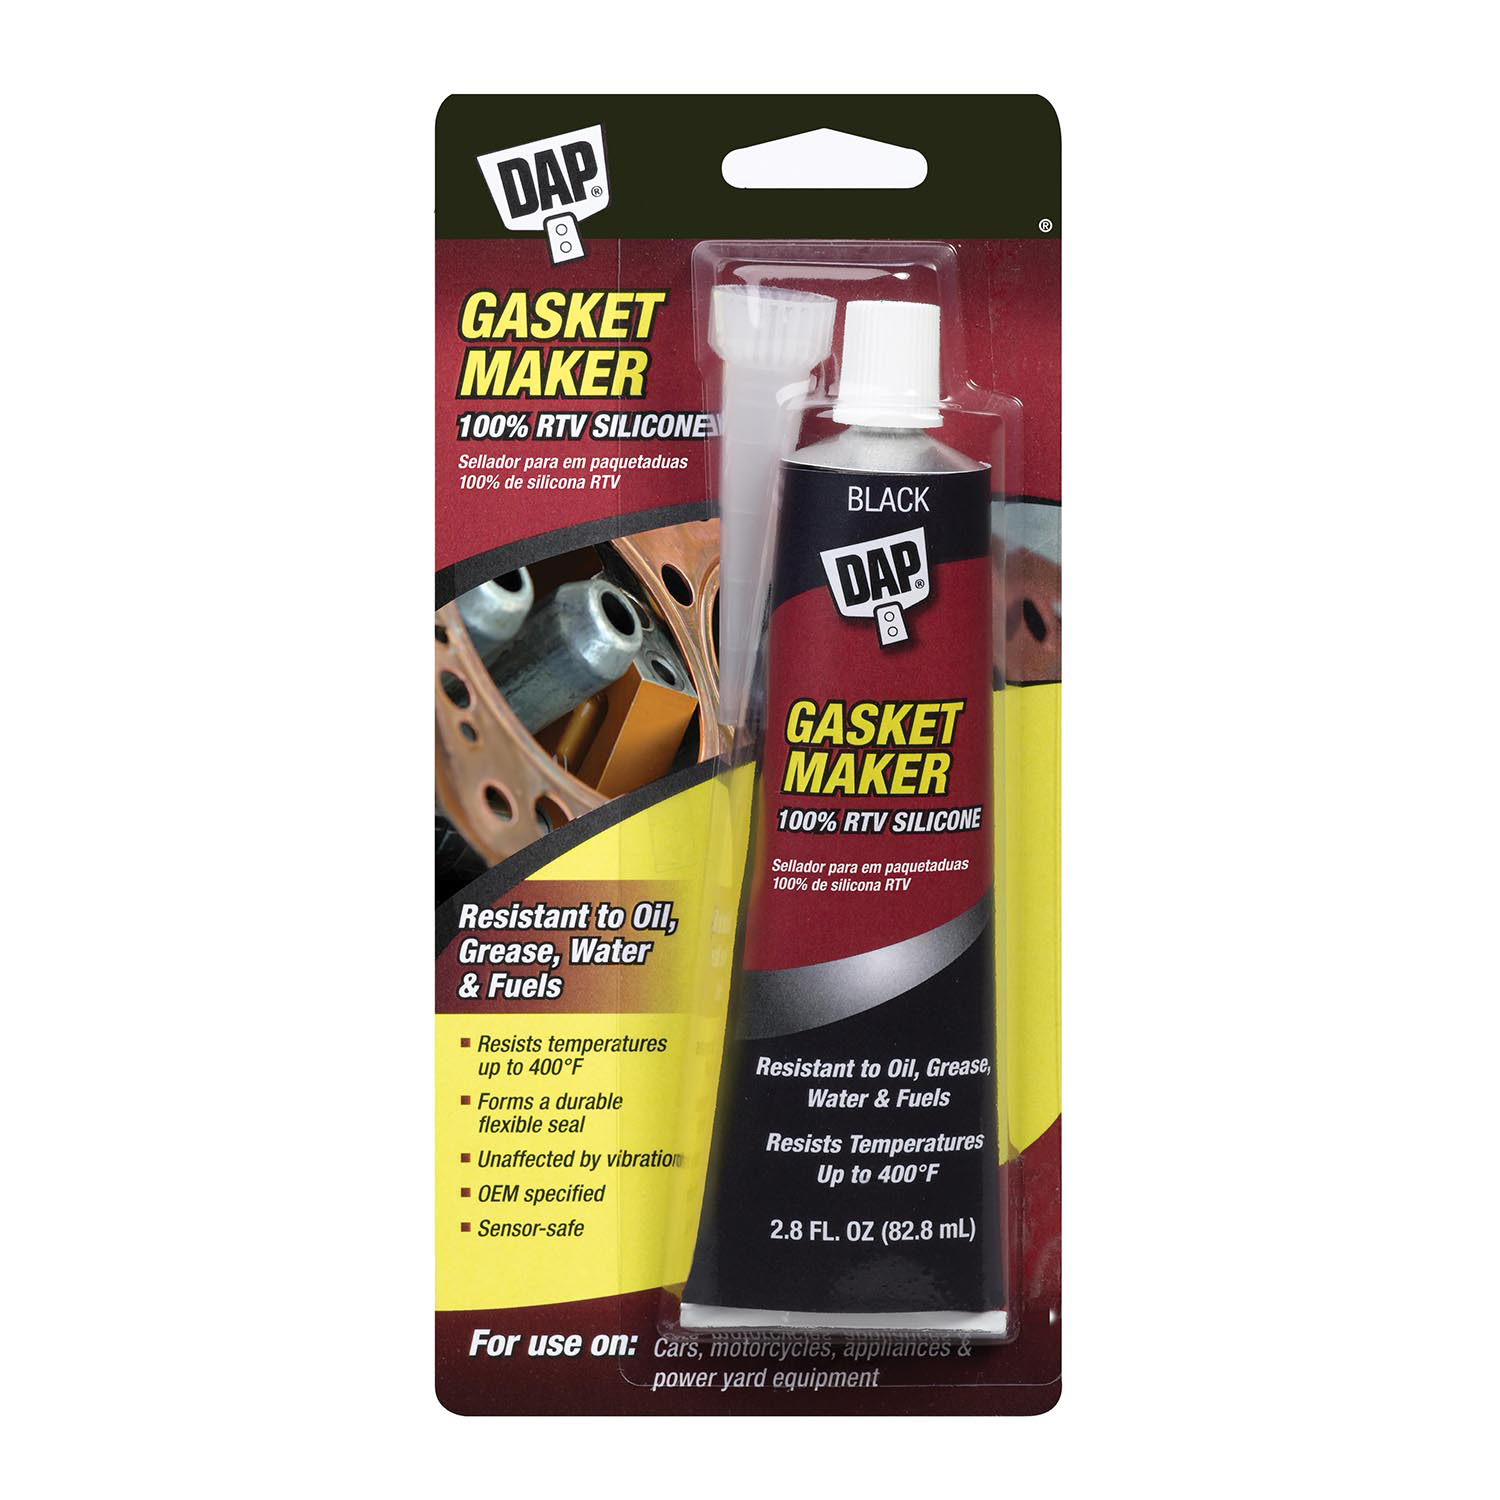 DAP®
®
GASKET
MAKER
100% RTV SILICONE
Sellador para em paquetaduas
100% de silicona RTV
Resistant to Oil,
Grease, Water
& Fuels
Resists temperatures
up to 400°F
Forms a durable
flexible seal
Unaffected by vibration
OEM specified
Sensor-safe
For use on: Cars, motorcycles, appliances &
power yard equipment
BLACK
DAP®
GASKET
MAKER
100% RTV SILICONE
Sellador para em paquetaduas
100% de silicona RTV
Resistant to Oil, Grease,
Water & Fuels
Resists Temperatures
Up to 400°F
2.8 FL. OZ (82.8 mL)